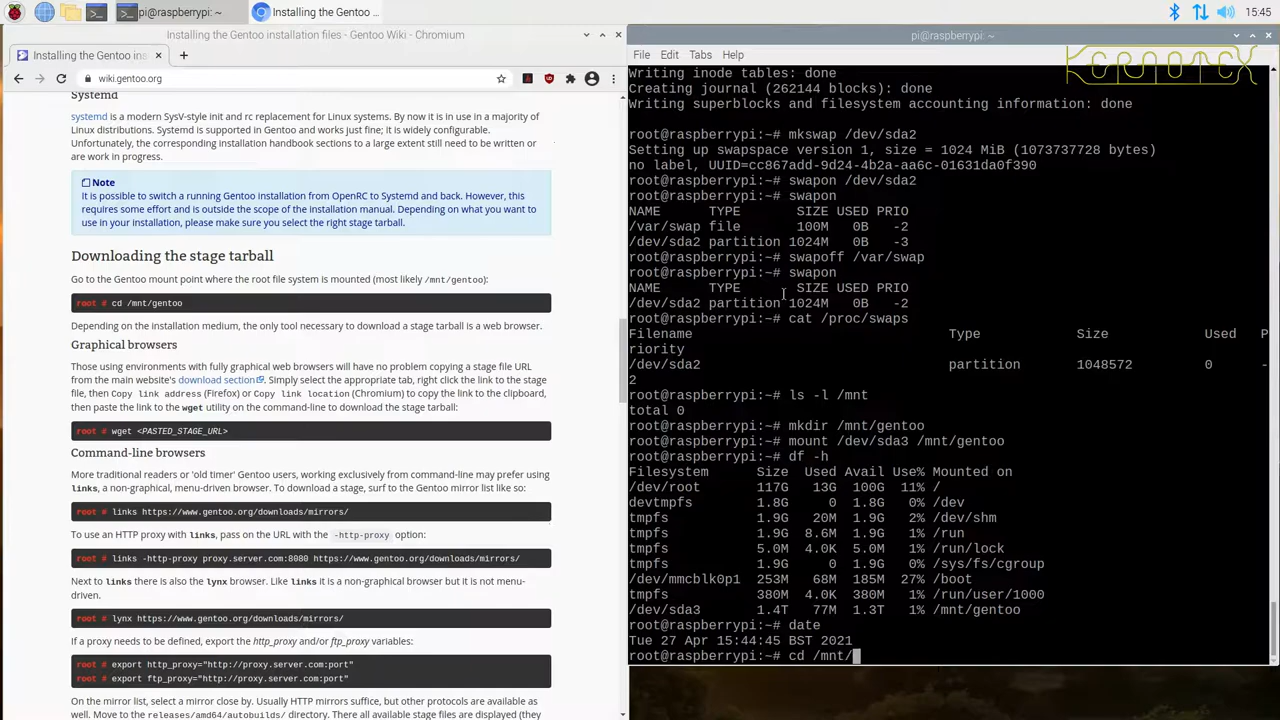 pi@raspberrypi: ~
Installing the Gentoo ...
15:45
Installing the Gentoo installation files - Gentoo Wiki - Chromium
Installing the Gentoo ins
wiki.gentoo.org
Systemd
systemd is a modern SysV-style init and rc replacement for Linux systems. By now it is in use in a majority of
Linux distributions. Systemd is supported in Gentoo and works just fine; it is widely configurable.
Unfortunately, the corresponding installation handbook sections to a large extent still need to be written or
are work in progress.
Note
It is possible to switch a running Gentoo installation from OpenRC to Systemd and back. However, this
requires some effort and is outside the scope of the installation manual. Depending on what you want to
use in your installation, please make sure you select the right stage tarball.
Downloading the stage tarball
Go to the Gentoo mount point where the root file system is mounted (most likely /mnt/gentoo):
root # cd /mnt/gentoo
Depending on the installation medium, the only tool necessary to download a stage tarball is a web browser.
Graphical browsers
Those using environments with fully graphical web browsers will have no problem copying a stage file URL
from the main website's download section. Simply select the appropriate tab, right click the link to the stage
file, then Copy link address (Firefox) or Copy link location (Chromium) to copy the link to the clipboard,
then paste the link to the wget utility on the command-line to download the stage tarball:
root # wget <PASTED_STAGE_URL>
Command-line browsers
More traditional readers or 'old timer' Gentoo users, working exclusively from command-line may prefer using
links, a non-graphical, menu-driven browser. To download a stage, surf to the Gentoo mirror list like so:
root # links https://www.gentoo.org/downloads/mirrors/
To use an HTTP proxy with links, pass on the URL with the -http-proxy option:
root # links -http-proxy proxy.server.com:8080 https://www.gentoo.org/downloads/mirrors/
Next to links there is also the lynx browser. Like links it is a non-graphical browser but it is not menu-
driven.
root # lynx https://www.gentoo.org/downloads/mirrors/
If a proxy needs to be defined, export the http_proxy and/or ftp_proxy variables:
root # export http_proxy="http://proxy.server.com:port"
root # export ftp_proxy="http://proxy.server.com:port"
On the mirror list, select a mirror close by. Usually HTTP mirrors suffice, but other protocols are available as
well. Move to the releases/amd64/autobuilds/ directory. There all available stage files are displayed (they
pi@raspberrypi: ~
File Edit Tabs Help
Writing inode tables: done
Creating journal (262144 blocks): done
Writing superblocks and filesystem accounting information: done
root@raspberrypi:~# mkswap /dev/sda2
Setting up swapspace version 1, size = 1024 MiB (1073737728 bytes)
no label, UUID=cc867add-9d24-4b2a-aa6c-01631da0f390
root@raspberrypi:~# swapon /dev/sda2
root@raspberrypi:~# swapon
NAME TYPE SIZE USED PRIO
/var/swap file 100M 0B -2
/dev/sda2 partition 1024M 0B -3
root@raspberrypi:~# swapoff /var/swap
root@raspberrypi:~# swapon
NAME TYPE SIZE USED PRIO
/dev/sda2 partition 1024M 0B -2
root@raspberrypi:~# cat /proc/swaps
Filename Type Size Used P
riority
/dev/sda2 partition 1048572 0 -
2
root@raspberrypi:~# ls -l /mnt
total 0
root@raspberrypi:~# mkdir /mnt/gentoo
root@raspberrypi:~# mount /dev/sda3 /mnt/gentoo
root@raspberrypi:~# df -h
Filesystem Size Used Avail Use% Mounted on
/dev/root 117G 13G 100G 11% /
devtmpfs 1.8G 0 1.8G 0% /dev
tmpfs 1.9G 20M 1.9G 2% /dev/shm
tmpfs 1.9G 8.6M 1.9G 1% /run
tmpfs 5.0M 4.0K 5.0M 1% /run/lock
tmpfs 1.9G 0 1.9G 0% /sys/fs/cgroup
/dev/mmcblk0p1 253M 68M 185M 27% /boot
tmpfs 380M 4.0K 380M 1% /run/user/1000
/dev/sda3 1.4T 77M 1.3T 1% /mnt/gentoo
root@raspberrypi:~# date
Tue 27 Apr 15:44:45 BST 2021
root@raspberrypi:~# cd /mnt/